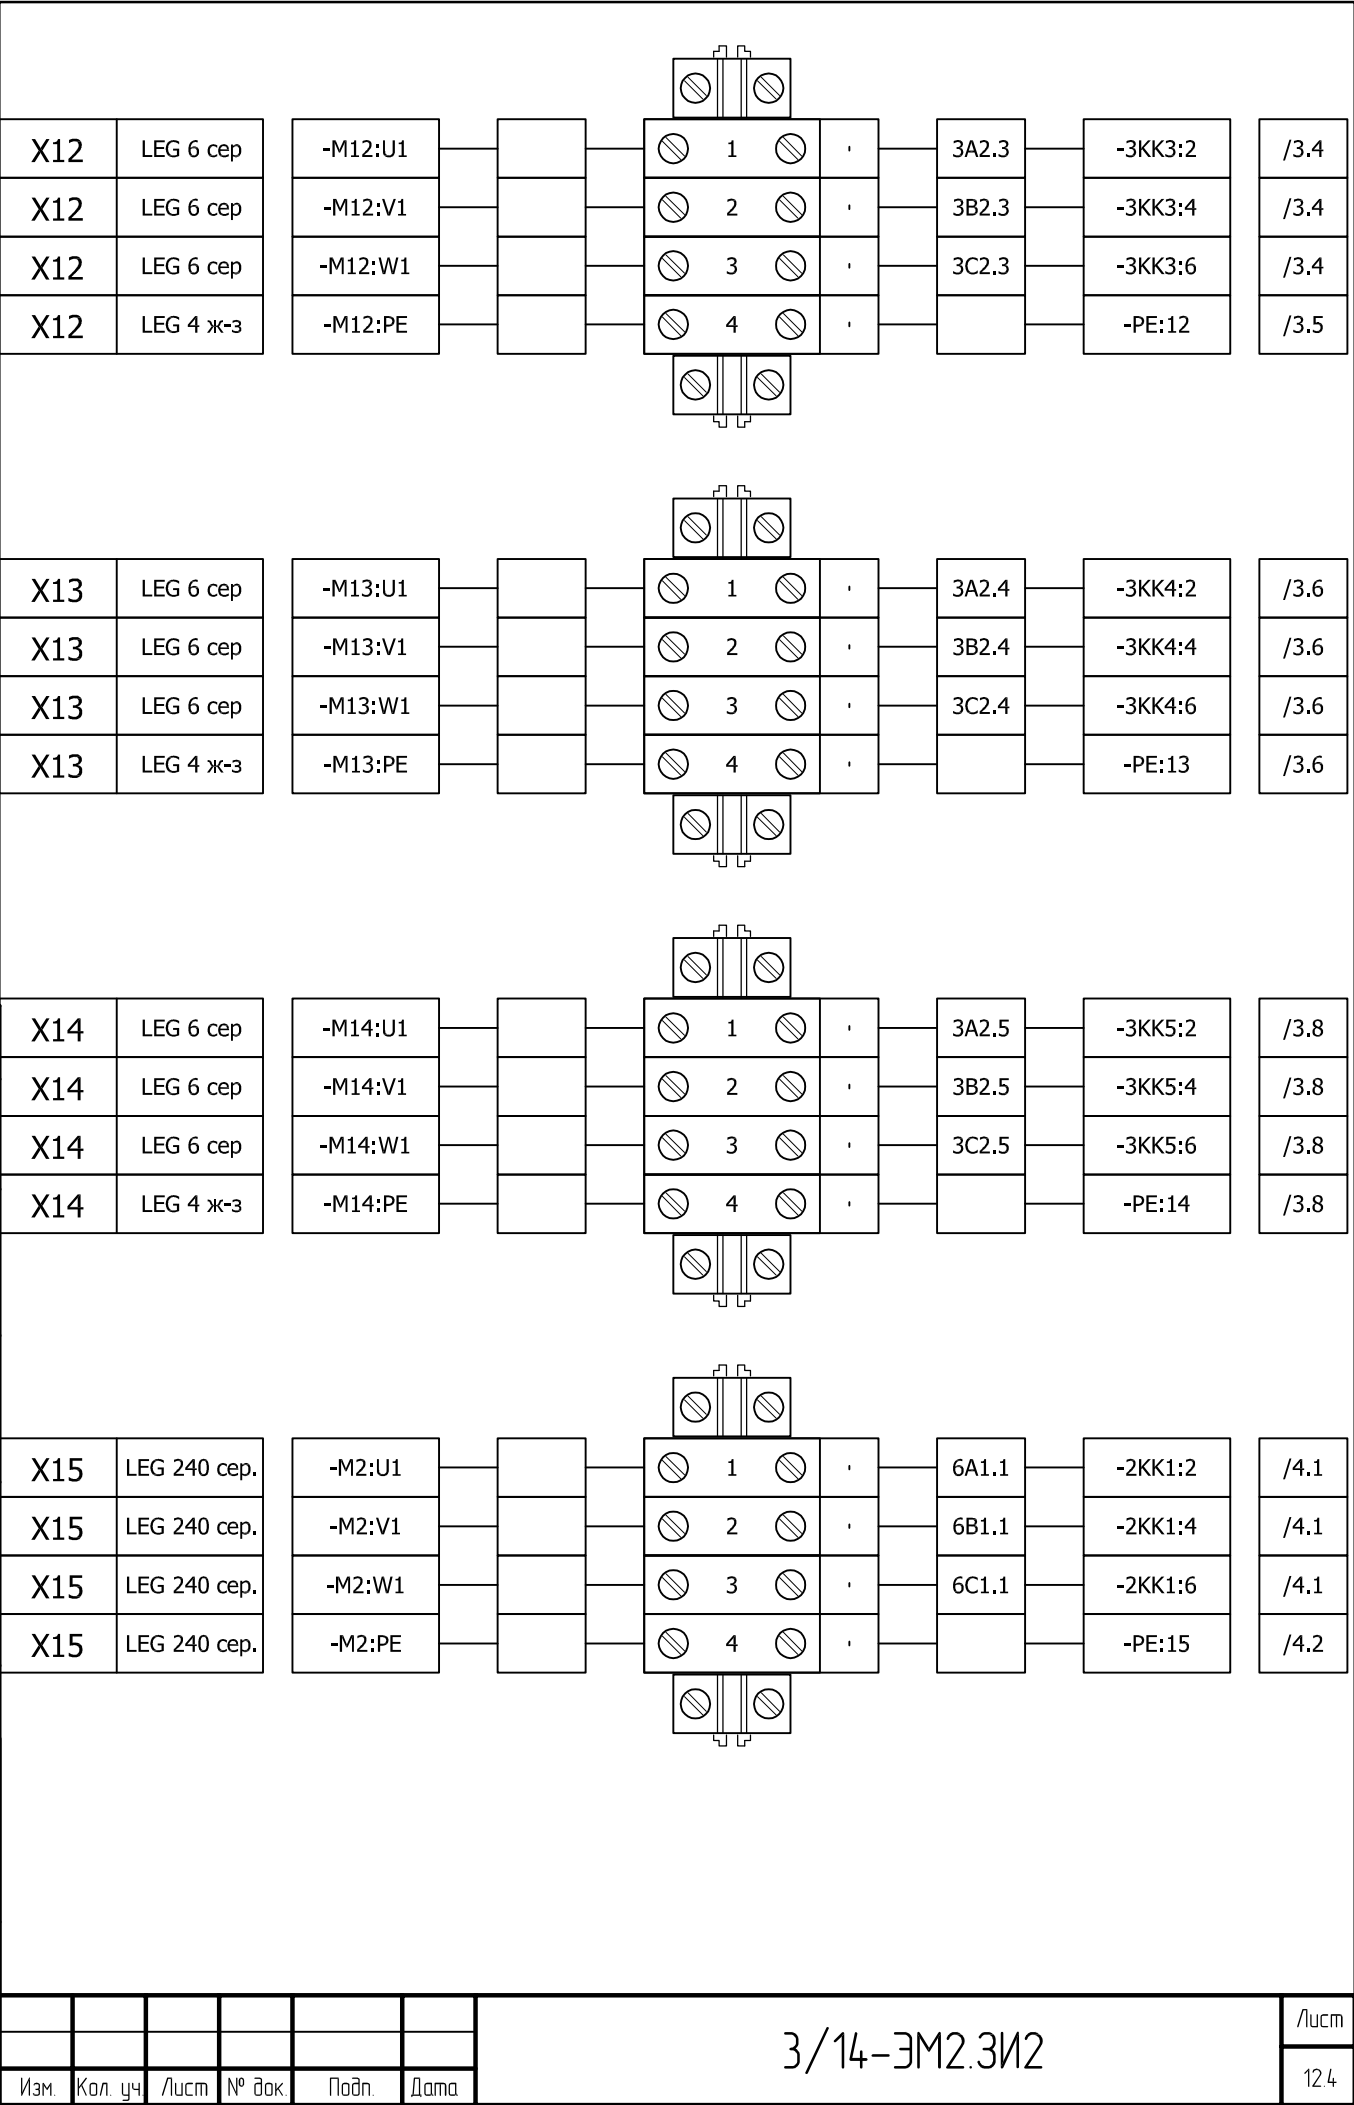 X12 LEG 6 сер -M12:U1 1 3A2.3 -3KK3:2 /3.4
X12 LEG 6 сер -M12:V1 2 3B2.3 -3KK3:4 /3.4
X12 LEG 6 сер -M12:W1 3 3C2.3 -3KK3:6 /3.4
X12 LEG 4 ж-з -M12:PE 4 -PE:12 /3.5
X13 LEG 6 сер -M13:U1 1 3A2.4 -3KK4:2 /3.6
X13 LEG 6 сер -M13:V1 2 3B2.4 -3KK4:4 /3.6
X13 LEG 6 сер -M13:W1 3 3C2.4 -3KK4:6 /3.6
X13 LEG 4 ж-з -M13:PE 4 -PE:13 /3.6
X14 LEG 6 сер -M14:U1 1 3A2.5 -3KK5:2 /3.8
X14 LEG 6 сер -M14:V1 2 3B2.5 -3KK5:4 /3.8
X14 LEG 6 сер -M14:W1 3 3C2.5 -3KK5:6 /3.8
X14 LEG 4 ж-з -M14:PE 4 -PE:14 /3.8
X15 LEG 240 сер. -M2:U1 1 6A1.1 -2KK1:2 /4.1
X15 LEG 240 сер. -M2:V1 2 6B1.1 -2KK1:4 /4.1
X15 LEG 240 сер. -M2:W1 3 6C1.1 -2KK1:6 /4.1
X15 LEG 240 сер. -M2:PE 4 -PE:15 /4.2
3/14-ЭМ2.ЗИ2
Лист
12.4
Изм. Кол. уч. Лист № док. Подп. Дата